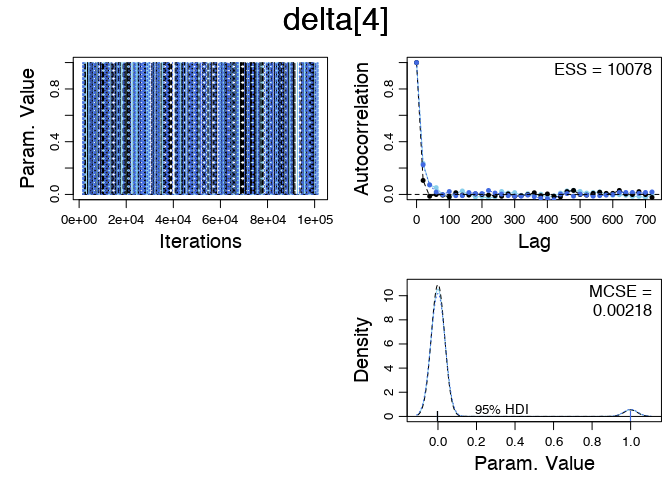 delta[4]
Param. Value
0.0 0.4 0.8
0e+00 2e+04 4e+04 6e+04 8e+04 1e+05
Iterations
ESS = 10078
Autocorrelation
0.0 0.4 0.8
0 100 200 300 400 500 600 700
Lag
MCSE =
0.00218
Density
0 2 4 6 8 10
95% HDI
0.0 0.2 0.4 0.6 0.8 1.0
Param. Value